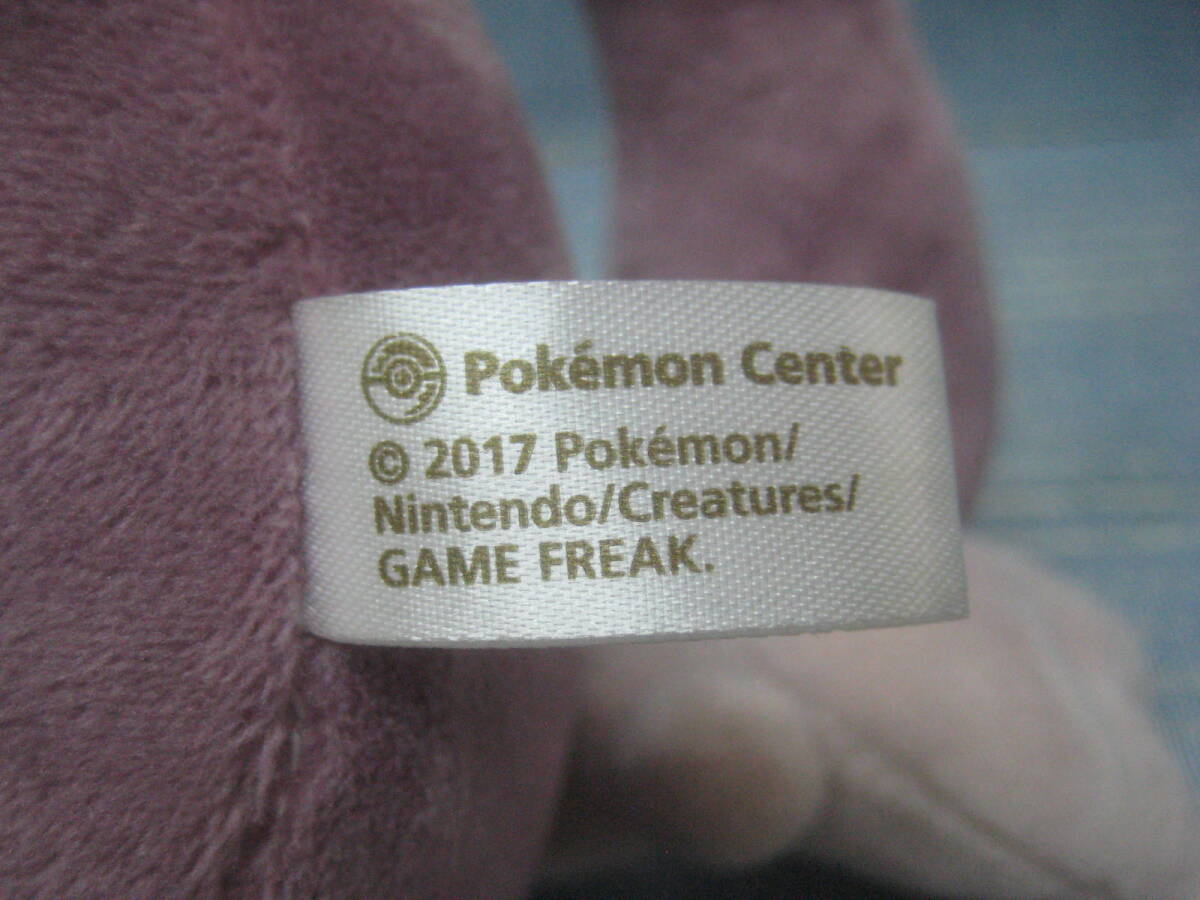 Pokémon Center
© 2017 Pokémon/
Nintendo/Creatures/
GAME FREAK.